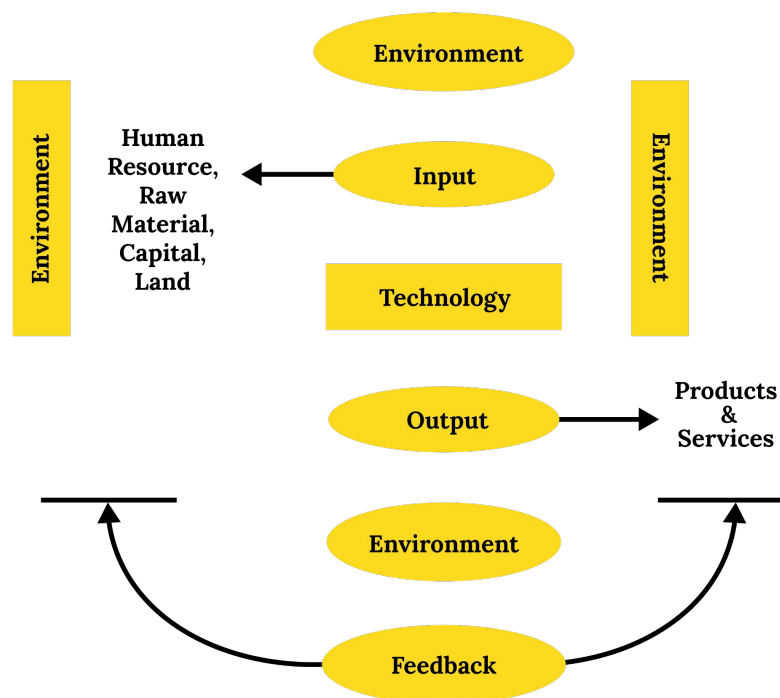 Environment
Environment
Human
Resource,
Raw
Material,
Capital,
Land
Input
Environment
Technology
Output
Products
&
Services
Environment
Feedback